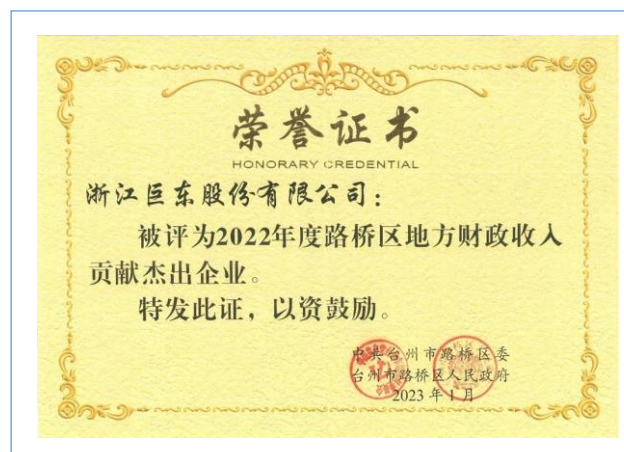 荣誉证书
HONORARY CREDENTIAL
浙江巨东股份有限公司:
被评为2022年度路桥区地方财政收入
贡献杰出企业。
特发此证，以资鼓励。
中共台州市路桥区委
台州市路桥区人民政府
2023年1月